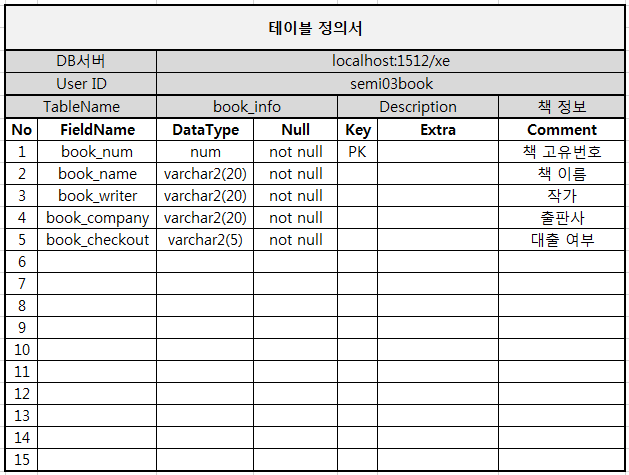 테이블 정의서
DB서버 localhost:1512/xe
User ID semi03book
TableName book_info Description 책 정보
No FieldName DataType Null Key Extra Comment
1 book_num num not null PK 책 고유번호
2 book_name varchar2(20) not null 책 이름
3 book_writer varchar2(20) not null 작가
4 book_company varchar2(20) not null 출판사
5 book_checkout varchar2(5) not null 대출 여부
6
7
8
9
10
11
12
13
14
15